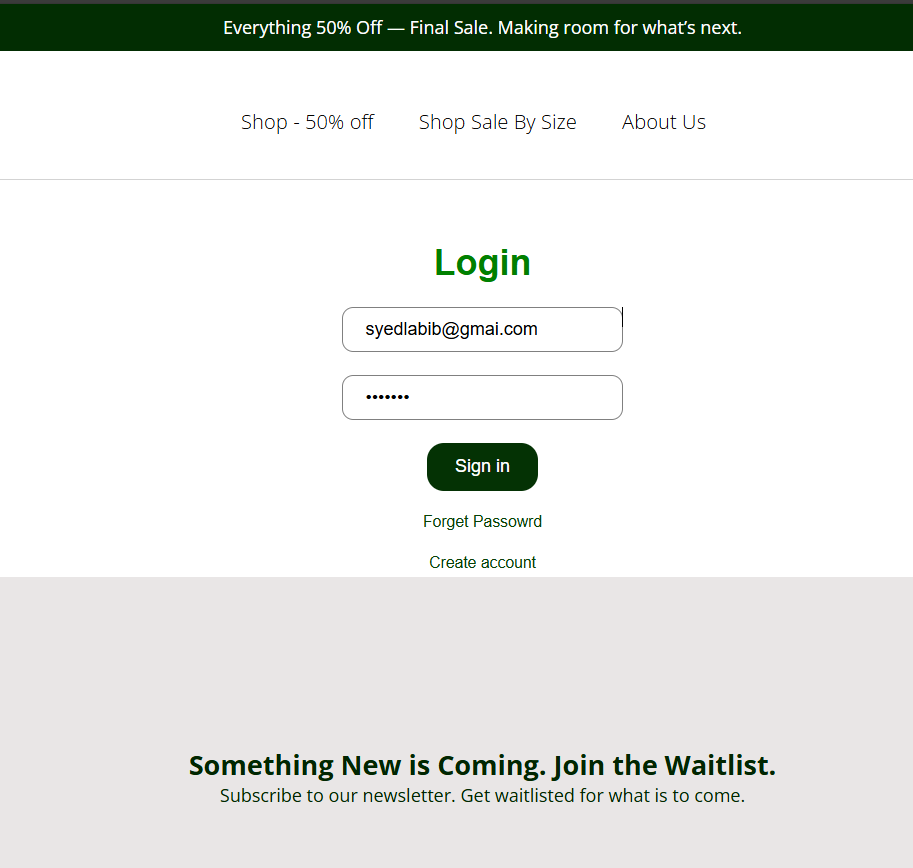 Everything 50% Off — Final Sale. Making room for what’s next.
Shop - 50% off Shop Sale By Size About Us
Login
syedlabib@gmai.com
•••••••
Sign in
Forget Passowrd
Create account
Something New is Coming. Join the Waitlist.
Subscribe to our newsletter. Get waitlisted for what is to come.